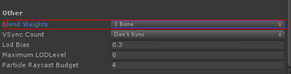 Other
Blend Weights 1 Bone
VSync Count Don't Sync
Lod Bias 0.3
Maximum LODLevel 0
Particle Raycast Budget 4